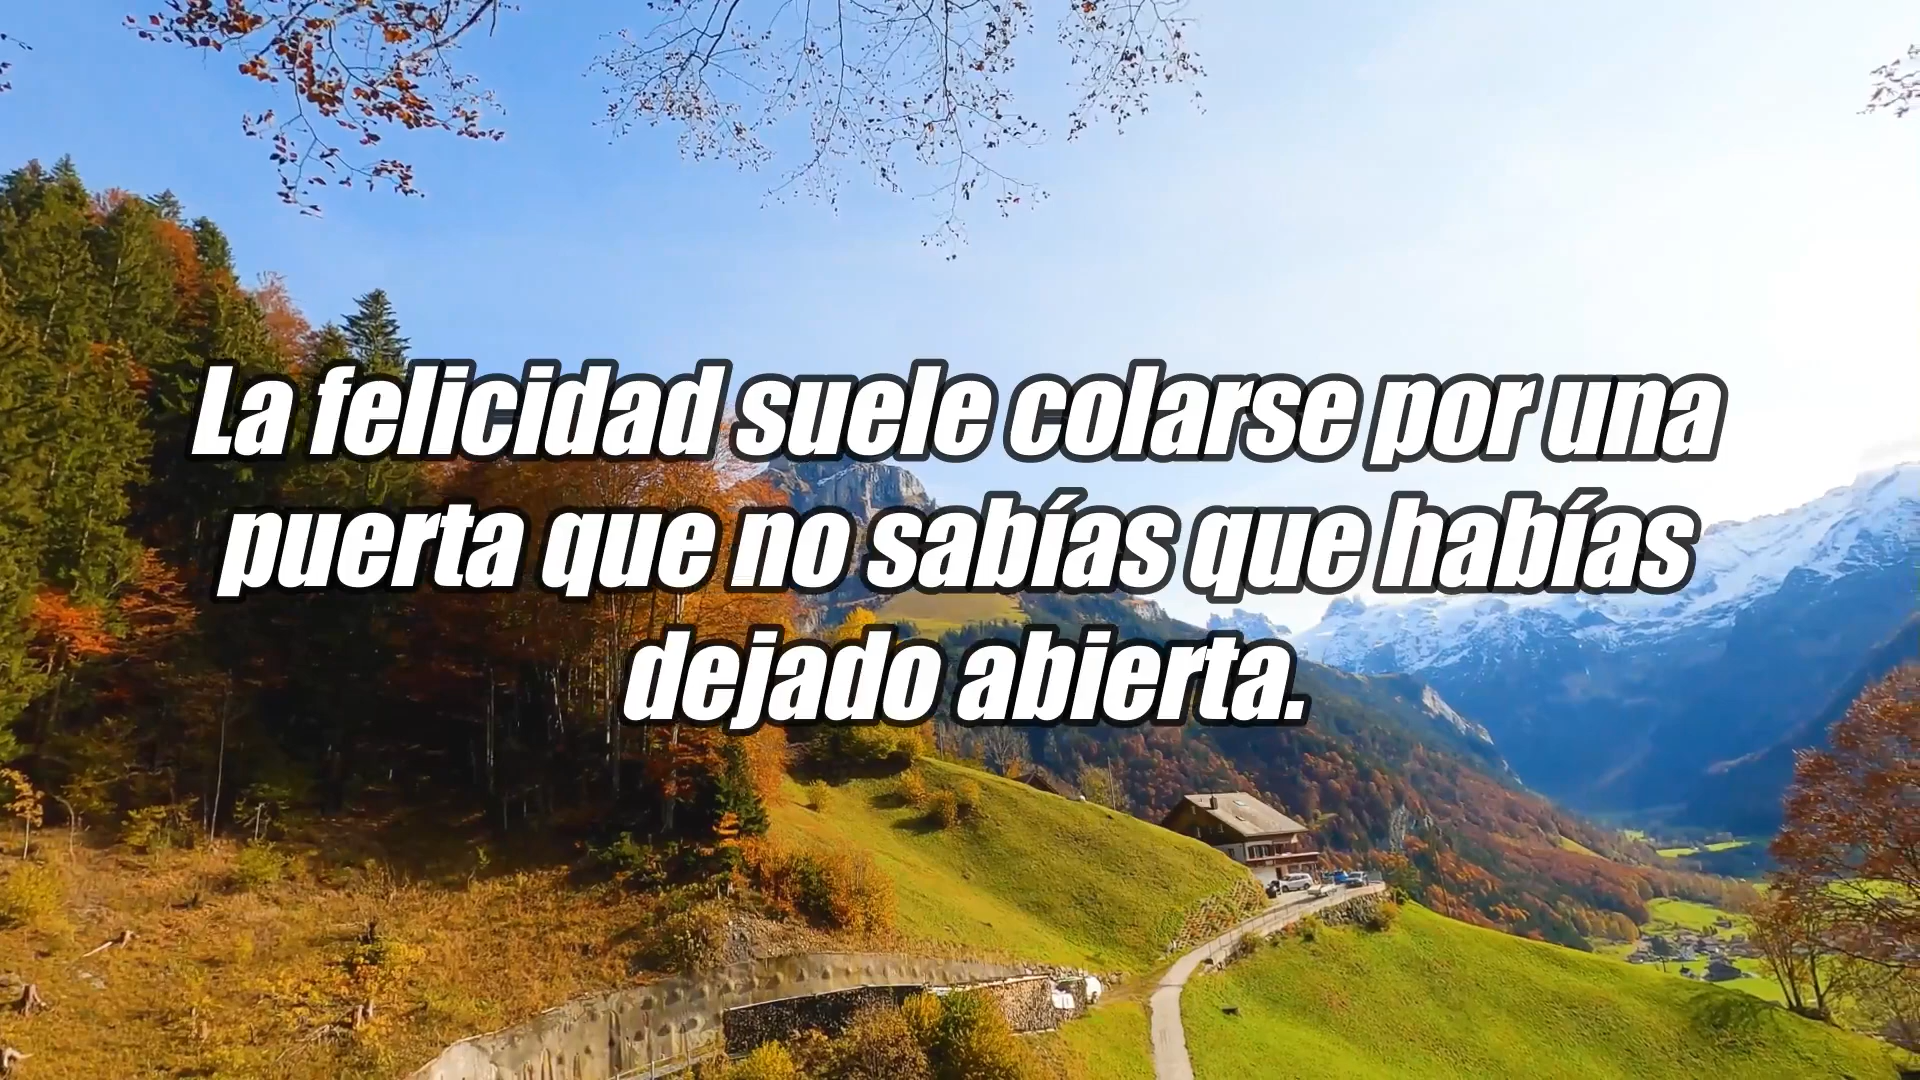 La felicidad suele colarse por una
puerta que no sabías que habías
dejado abierta.